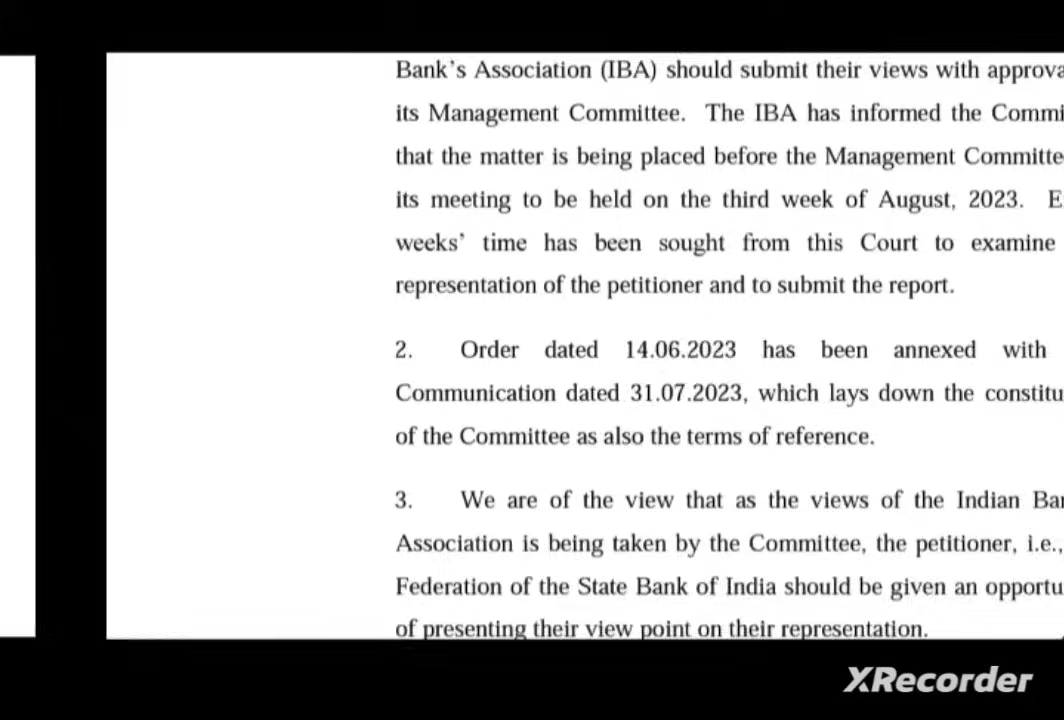 Bank's Association (IBA) should submit their views with
its Management Committee. The IBA has informed the
that the matter is being placed before the Management
its meeting to be held on the third week of August, 2023.
weeks' time has been sought from this Court to examine
representation of the petitioner and to submit the report.
2. Order dated 14.06.2023 has been annexed with
Communication dated 31.07.2023, which lays down the
of the Committee as also the terms of reference.
3. We are of the view that as the views of the Indian
Association is being taken by the Committee, the petitioner, i.e.,
Federation of the State Bank of India should be given an
of presenting their view point on their representation.
XRecorder